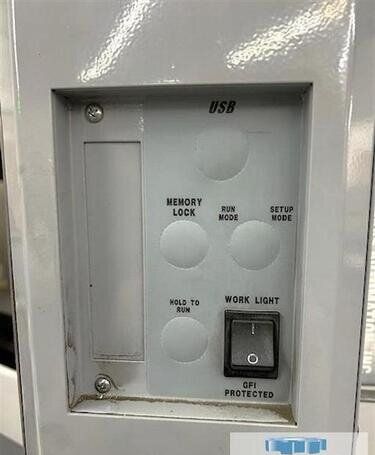 USB
MEMORY
LOCK
RUN
MODE
SETUP
MODE
HOLD TO
RUN
WORK LIGHT
GFI
PROTECTED